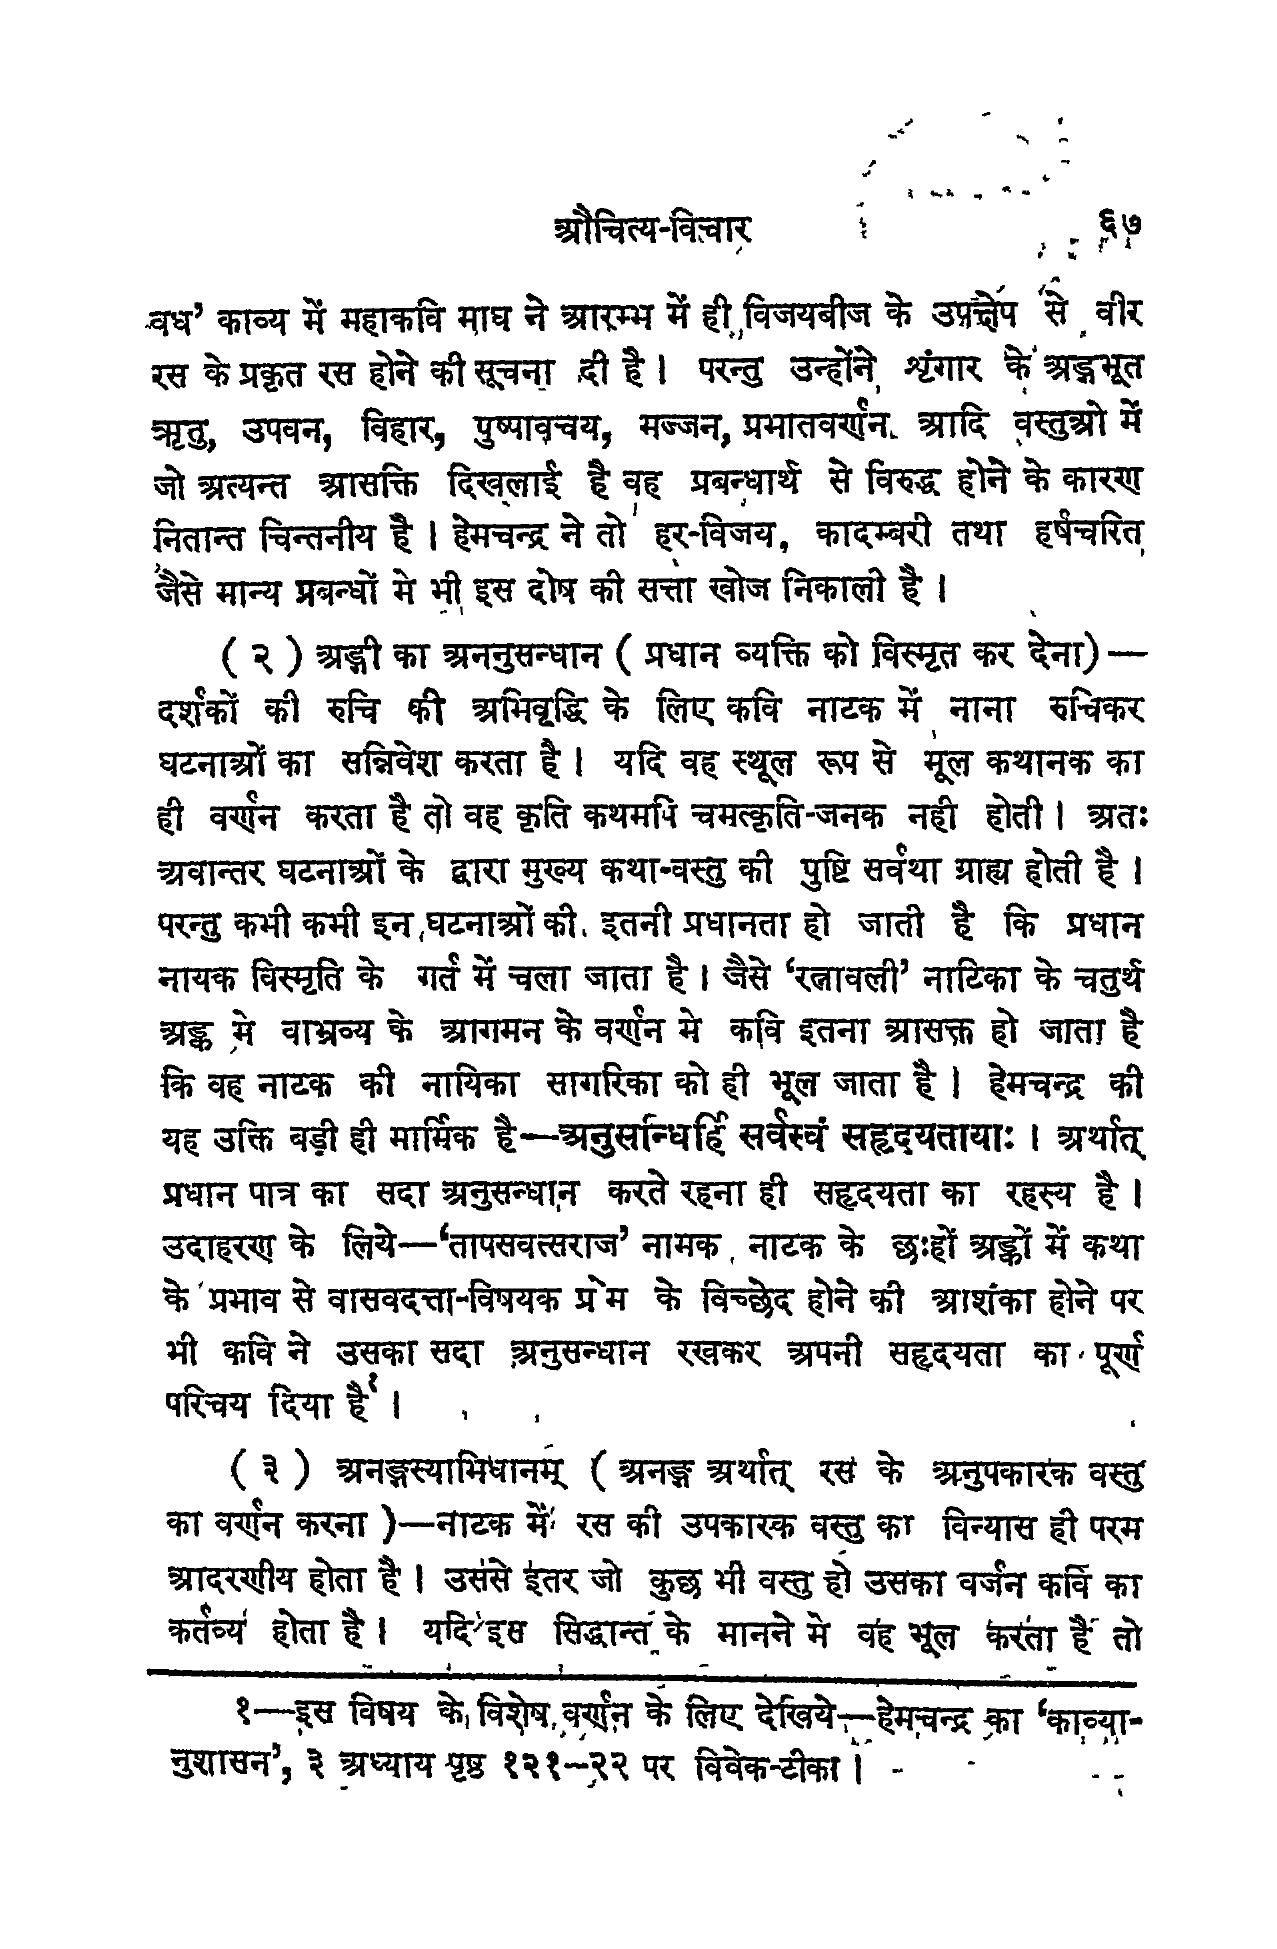 औचित्य-विचार ६७
वध’ काव्य में महाकवि माघ ने आरम्भ में ही विजयबीज के उपक्षेप से वीर
रस के प्रकृत रस होने की सूचना दी है। परन्तु उन्होंने शृंगार के अङ्गभूत
ऋतु, उपवन, विहार, पुष्पावचय, मज्जन, प्रभातवर्णन आदि वस्तुओ में
जो अत्यन्त आसक्ति दिखलाई है वह प्रबन्धार्थ से विरुद्ध होने के कारण
नितान्त चिन्तनीय है। हेमचन्द्र ने तो हर-विजय, कादम्बरी तथा हर्षचरित
जैसे मान्य प्रबन्धों मे भी इस दोष की सत्ता खोज निकाली है।
( २ ) अङ्गी का अननुसन्धान ( प्रधान व्यक्ति को विस्मृत कर देना)—
दर्शकों की रुचि की अभिवृद्धि के लिए कवि नाटक में नाना रुचिकर
घटनाओं का सन्निवेश करता है। यदि वह स्थूल रूप से मूल कथानक का
ही वर्णन करता है तो वह कृति कथमपि चमत्कृति-जनक नही होती। अतः
अवान्तर घटनाओं के द्वारा मुख्य कथा-वस्तु की पुष्टि सर्वथा ग्राह्य होती है।
परन्तु कभी कभी इन घटनाओं की इतनी प्रधानता हो जाती है कि प्रधान
नायक विस्मृति के गर्त में चला जाता है। जैसे ‘रत्नावली’ नाटिका के चतुर्थ
अङ्क मे वाभ्रव्य के आगमन के वर्णन मे कवि इतना आसक्त हो जाता है
कि वह नाटक की नायिका सागरिका को ही भूल जाता है। हेमचन्द्र की
यह उक्ति बड़ी ही मार्मिक है—अनुसन्धिर्हि सर्वस्वं सहृदयतायाः। अर्थात्
प्रधान पात्र का सदा अनुसन्धान करते रहना ही सहृदयता का रहस्य है।
उदाहरण के लिये—‘तापसवत्सराज’ नामक नाटक के छःहों अङ्कों में कथा
के प्रभाव से वासवदत्ता-विषयक प्रेम के विच्छेद होने की आशंका होने पर
भी कवि ने उसका सदा अनुसन्धान रखकर अपनी सहृदयता का पूर्ण
परिचय दिया है¹।
( ३ ) अनङ्गस्याभिधानम् ( अनङ्ग अर्थात् रस के अनुपकारक वस्तु
का वर्णन करना )—नाटक में रस की उपकारक वस्तु का विन्यास ही परम
आदरणीय होता है। उससे इतर जो कुछ भी वस्तु हो उसका वर्जन कवि का
कर्तव्य होता है। यदि इस सिद्धान्त के मानने मे वह भूल करता है तो
१—इस विषय के विशेष वर्णन के लिए देखिये—हेमचन्द्र का ‘काव्या-
नुशासन’, ३ अध्याय पृष्ठ १२१—२२ पर विवेक-टीका।